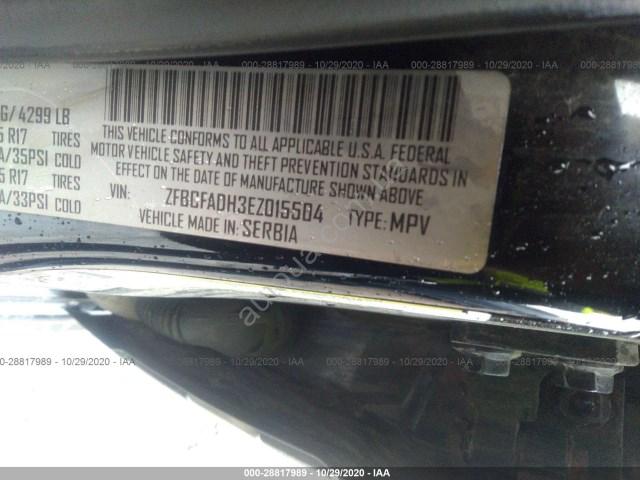 000-28817989 - 10/29/2020 - IAA
G/ 4299 LB
5 R17 TIRES
A/35PSI COLD
5 R17 TIRES
A/33PSI COLD
THIS VEHICLE CONFORMS TO ALL APPLICABLE U.S.A. FEDERAL
MOTOR VEHICLE SAFETY AND THEFT PREVENTION STANDARDS IN
EFFECT ON THE DATE OF MANUFACTURE SHOWN ABOVE
VIN: ZFBCFADH3EZ015504 TYPE: MPV
VEHICLE MADE IN SERBIA
autopua.com
000-28817989 - 10/29/2020 - IAA
000-28817989 - 10/29/2020 - IAA